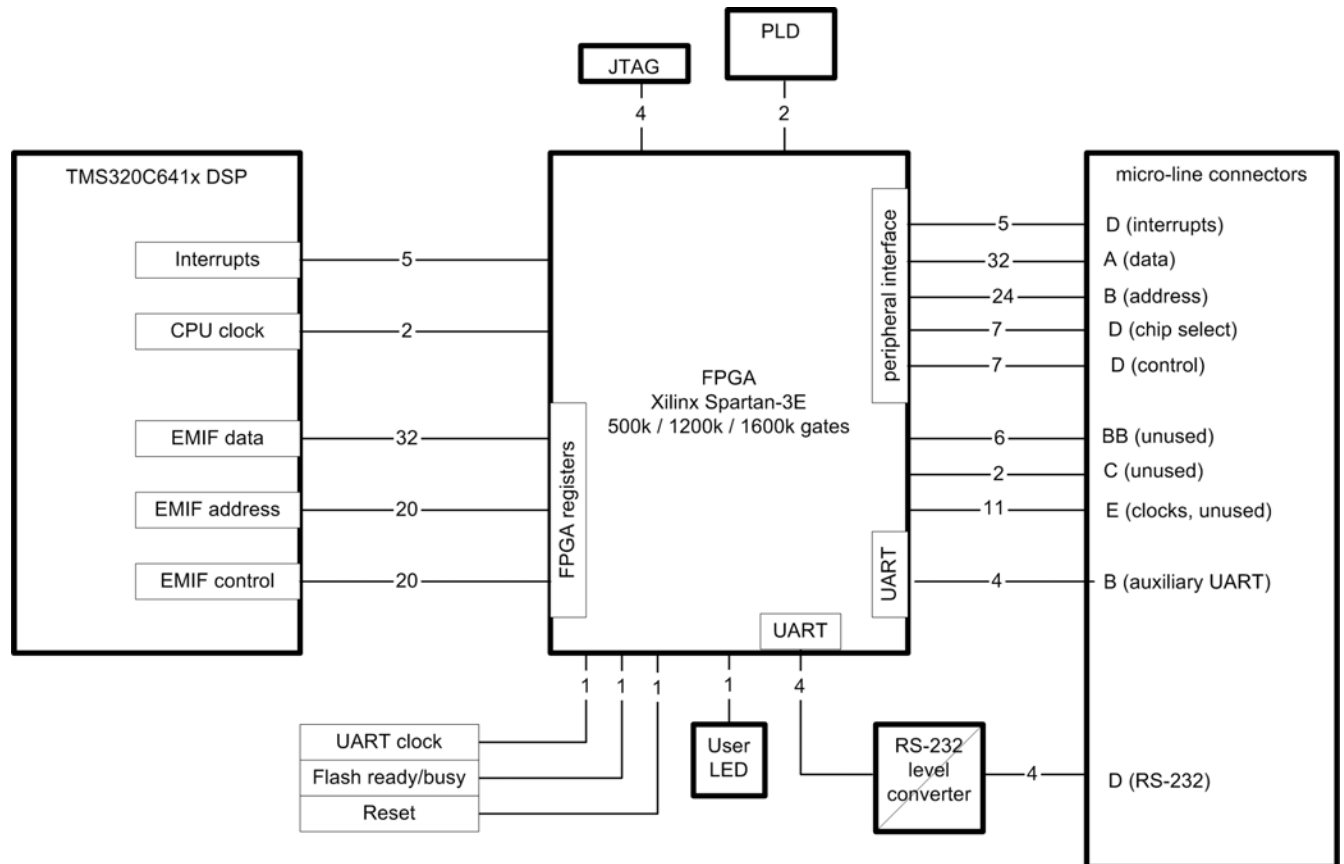 PLD
JTAG
4
2
TMS320C641x DSP
Interrupts
5
CPU clock
2
EMIF data
32
EMIF address
20
EMIF control
20
FPGA registers
FPGA
Xilinx Spartan-3E
500k / 1200k / 1600k gates
peripheral interface
UART
UART
micro-line connectors
5
D (interrupts)
32
A (data)
24
B (address)
7
D (chip select)
7
D (control)
6
BB (unused)
2
C (unused)
11
E (clocks, unused)
4
B (auxiliary UART)
1
1
1
1
4
UART clock
Flash ready/busy
Reset
User
LED
RS-232
level
converter
4
D (RS-232)